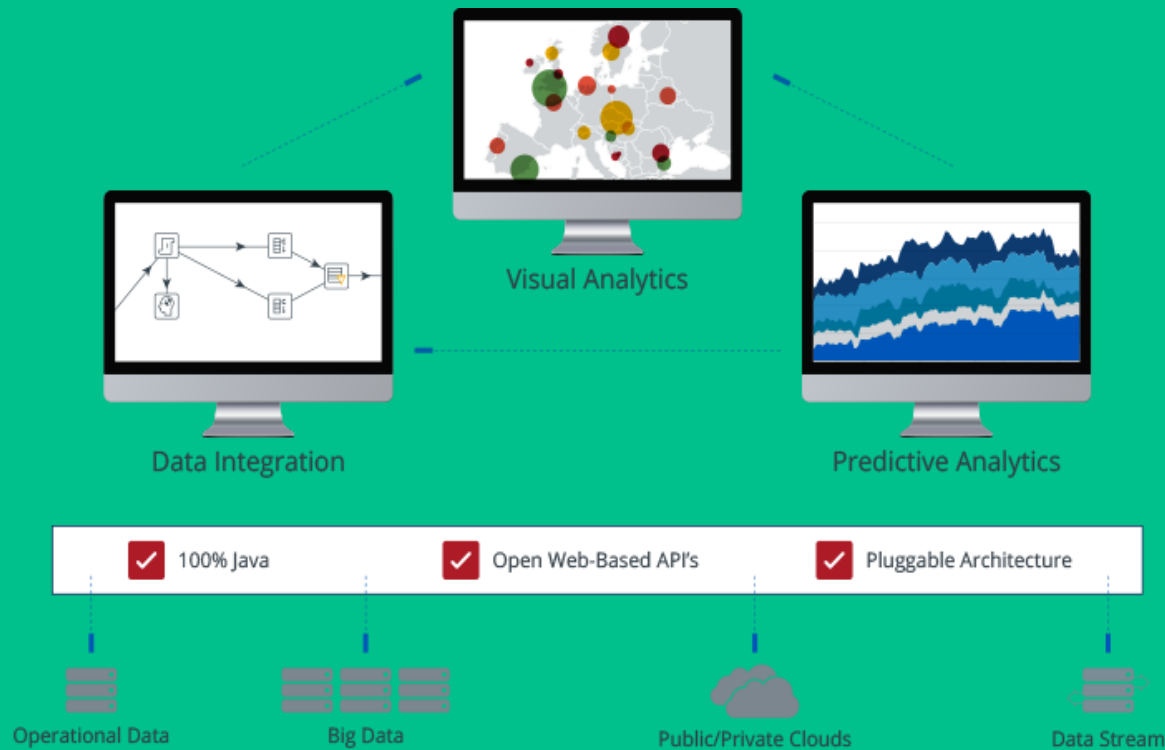 Visual Analytics
Data Integration
Predictive Analytics
100% Java
Open Web-Based API's
Pluggable Architecture
Operational Data
Big Data
Public/Private Clouds
Data Stream